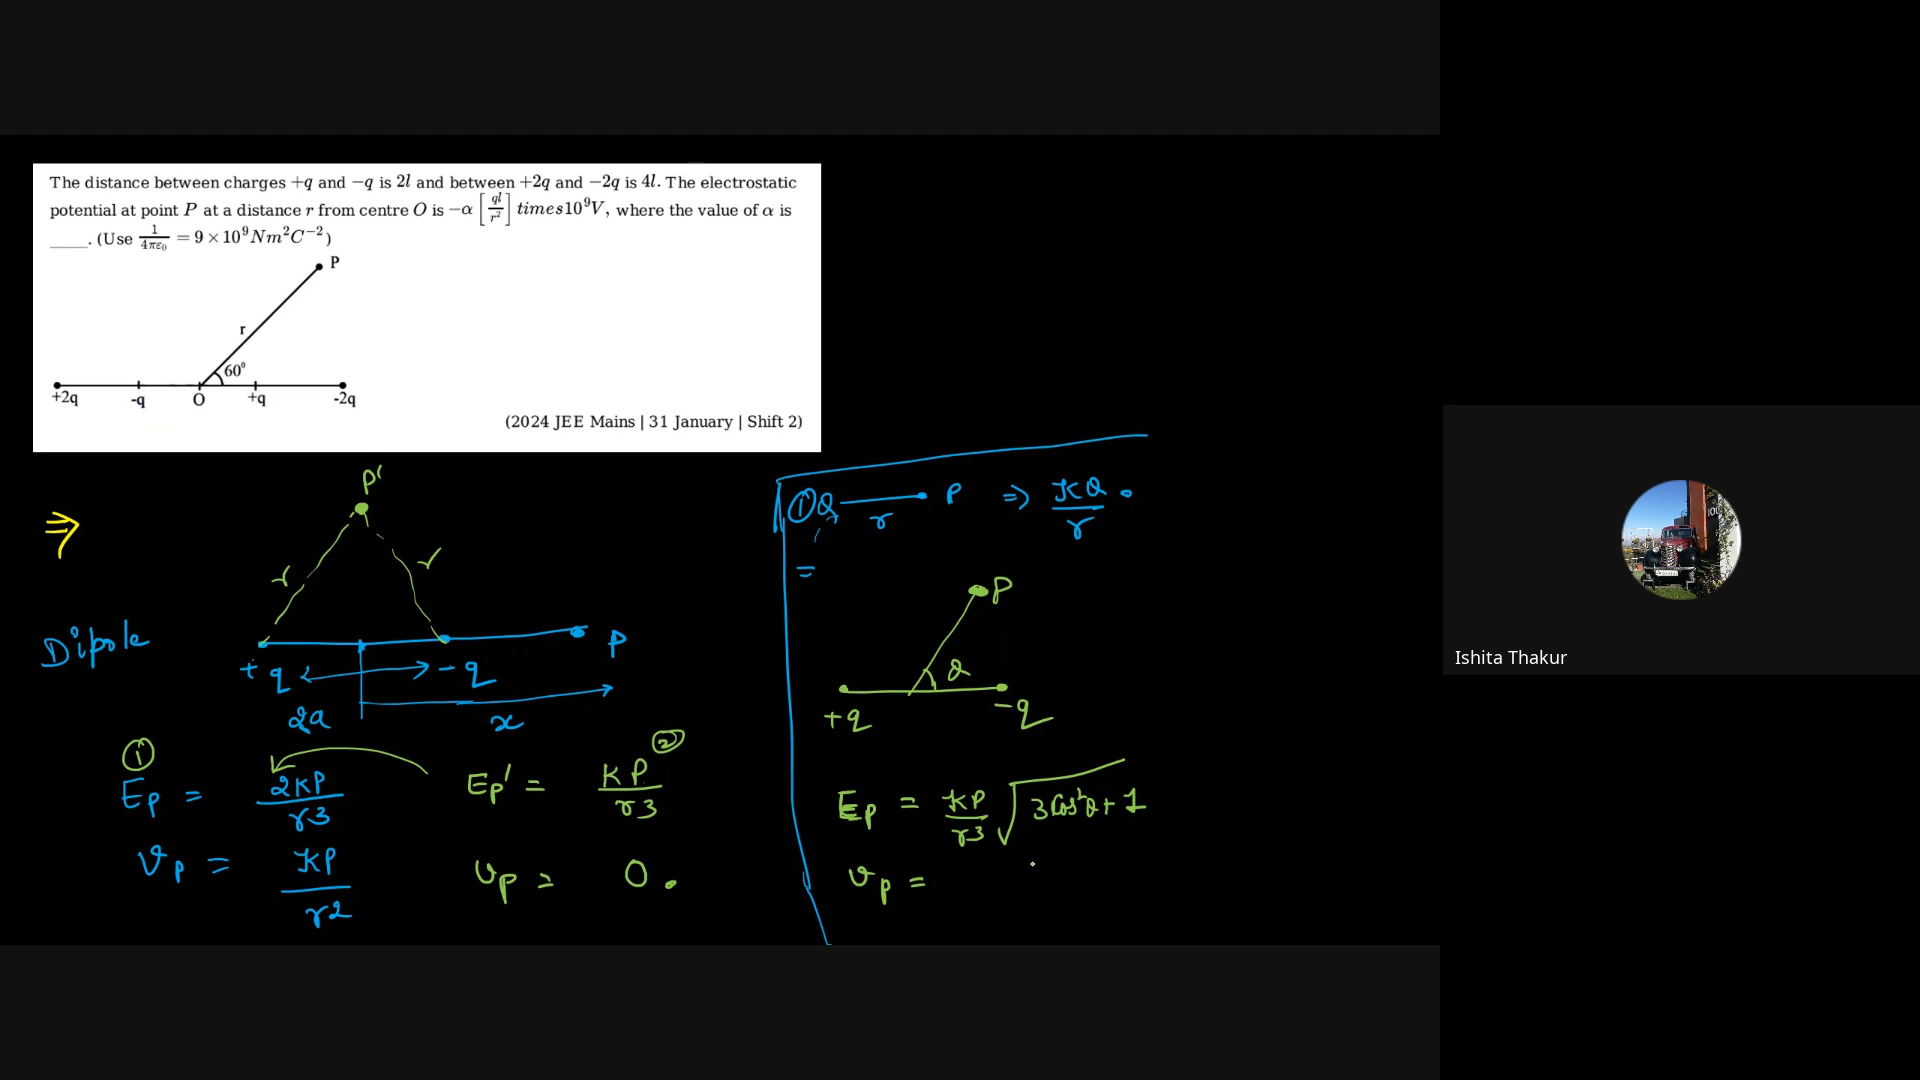 The distance between charges +q and −q is 2l and between +2q and −2q is 4l. The electrostatic
potential at point P at a distance r from centre O is −α [ql/r²] times10⁹V, where the value of α is
____. (Use 1/4πε₀ = 9 × 10⁹Nm²C⁻²)
P
r
60°
+2q -q O +q -2q
(2024 JEE Mains | 31 January | Shift 2)
⇒
P'
r r
Dipole
+q -q P
2a x
①
Ep = 2KP/r3
Ep' = KP/r3 ②
Vp = KP/r2
Vp = 0.
① Q r P ⇒ KQ/r .
=
P
θ
+q -q
Ep = KP/r3 √3Cos²θ+1
Vp =
Ishita Thakur